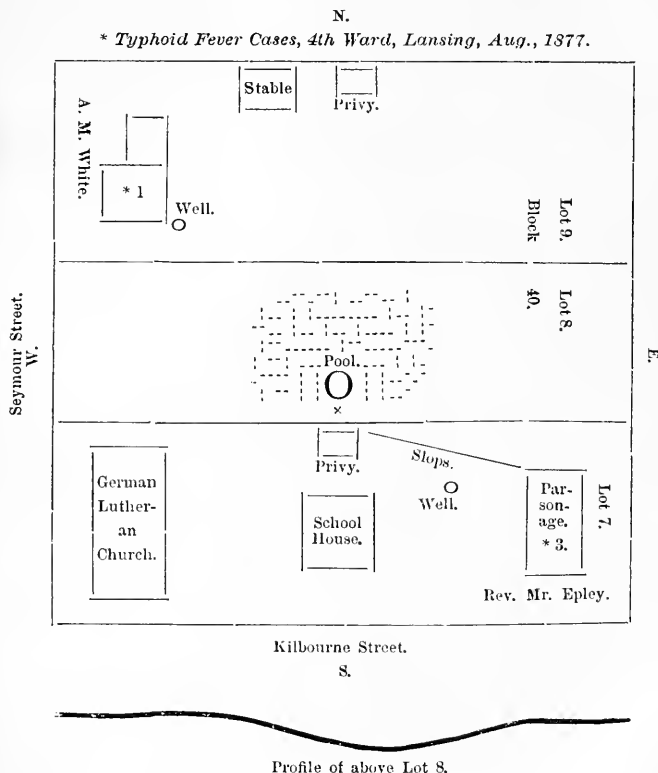 N.
* Typhoid Fever Cases, 4th Ward, Lansing, Aug., 1877.
Stable
Privy.
A. M. White.
* 1
Well.
Lot 9.
Block
40.
Lot 8.
Seymour Street.
W.
E.
Pool.
×
Privy.
Slops.
Well.
German
Luther-
an
Church.
School
House.
Par-
son-
age.
* 3.
Lot 7.
Rev. Mr. Epley.
Kilbourne Street.
S.
Profile of above Lot 8.